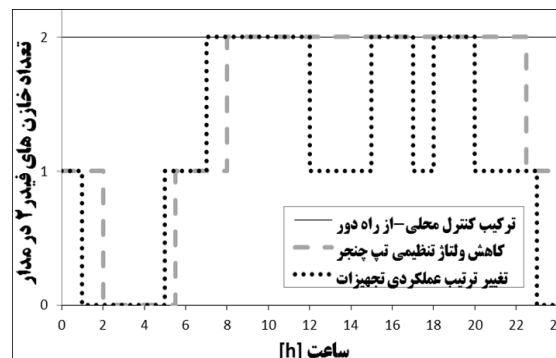 تعداد خازن های فیدر ۲ در مدار
2
1
0
ترکیب کنترل محلی-از راه دور
کاهش ولتاژ تنظیمی تپ چنجر
تغییر ترتیب عملکردی تجهیزات
0 2 4 6 8 10 12 14 16 18 20 22 2
ساعت [h]